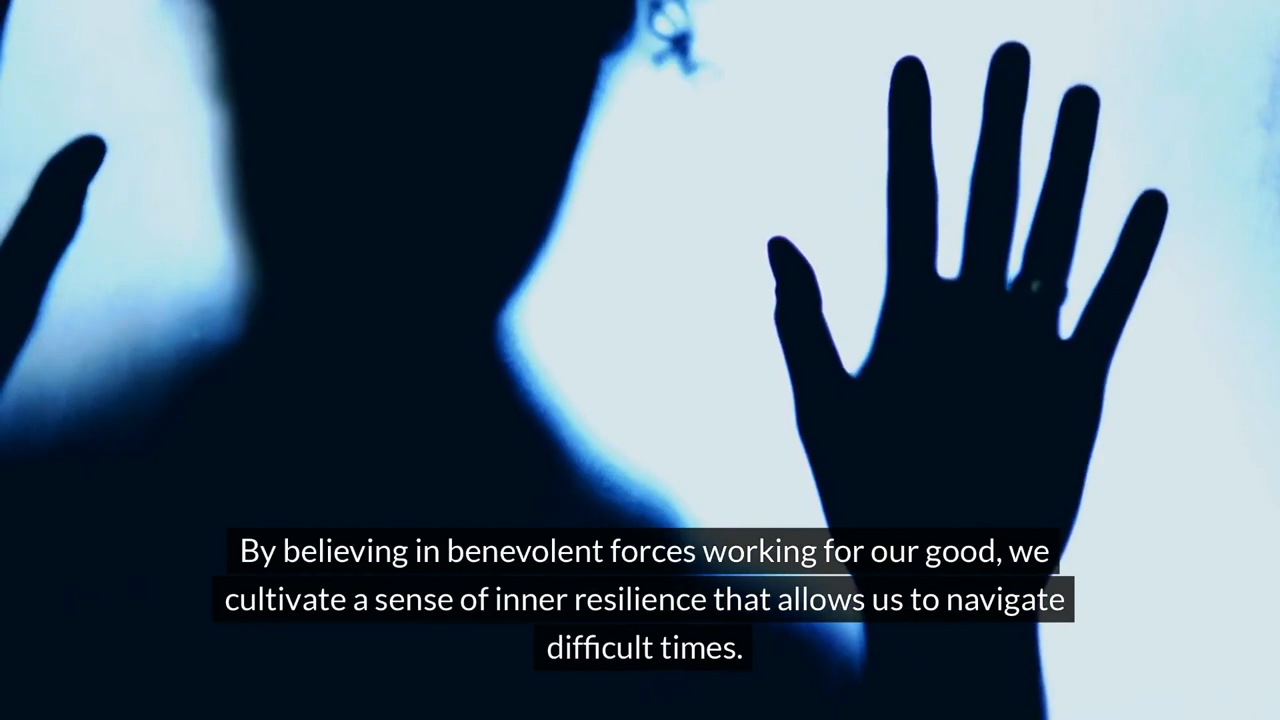 By believing in benevolent forces working for our good, we
cultivate a sense of inner resilience that allows us to navigate
difficult times.